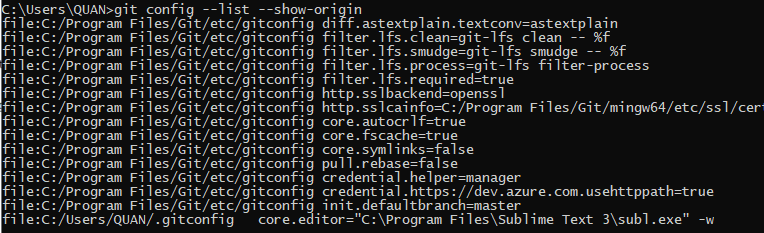 C:\Users\QUAN>git config --list --show-origin
file:C:/Program Files/Git/etc/gitconfig diff.astextplain.textconv=astextplain
file:C:/Program Files/Git/etc/gitconfig filter.lfs.clean=git-lfs clean -- %f
file:C:/Program Files/Git/etc/gitconfig filter.lfs.smudge=git-lfs smudge -- %f
file:C:/Program Files/Git/etc/gitconfig filter.lfs.process=git-lfs filter-process
file:C:/Program Files/Git/etc/gitconfig filter.lfs.required=true
file:C:/Program Files/Git/etc/gitconfig http.sslbackend=openssl
file:C:/Program Files/Git/etc/gitconfig http.sslcainfo=C:/Program Files/Git/mingw64/etc/ssl/cert
file:C:/Program Files/Git/etc/gitconfig core.autocrlf=true
file:C:/Program Files/Git/etc/gitconfig core.fscache=true
file:C:/Program Files/Git/etc/gitconfig core.symlinks=false
file:C:/Program Files/Git/etc/gitconfig pull.rebase=false
file:C:/Program Files/Git/etc/gitconfig credential.helper=manager
file:C:/Program Files/Git/etc/gitconfig credential.https://dev.azure.com.usehttppath=true
file:C:/Program Files/Git/etc/gitconfig init.defaultbranch=master
file:C:/Users/QUAN/.gitconfig   core.editor="C:\Program Files\Sublime Text 3\subl.exe" -w